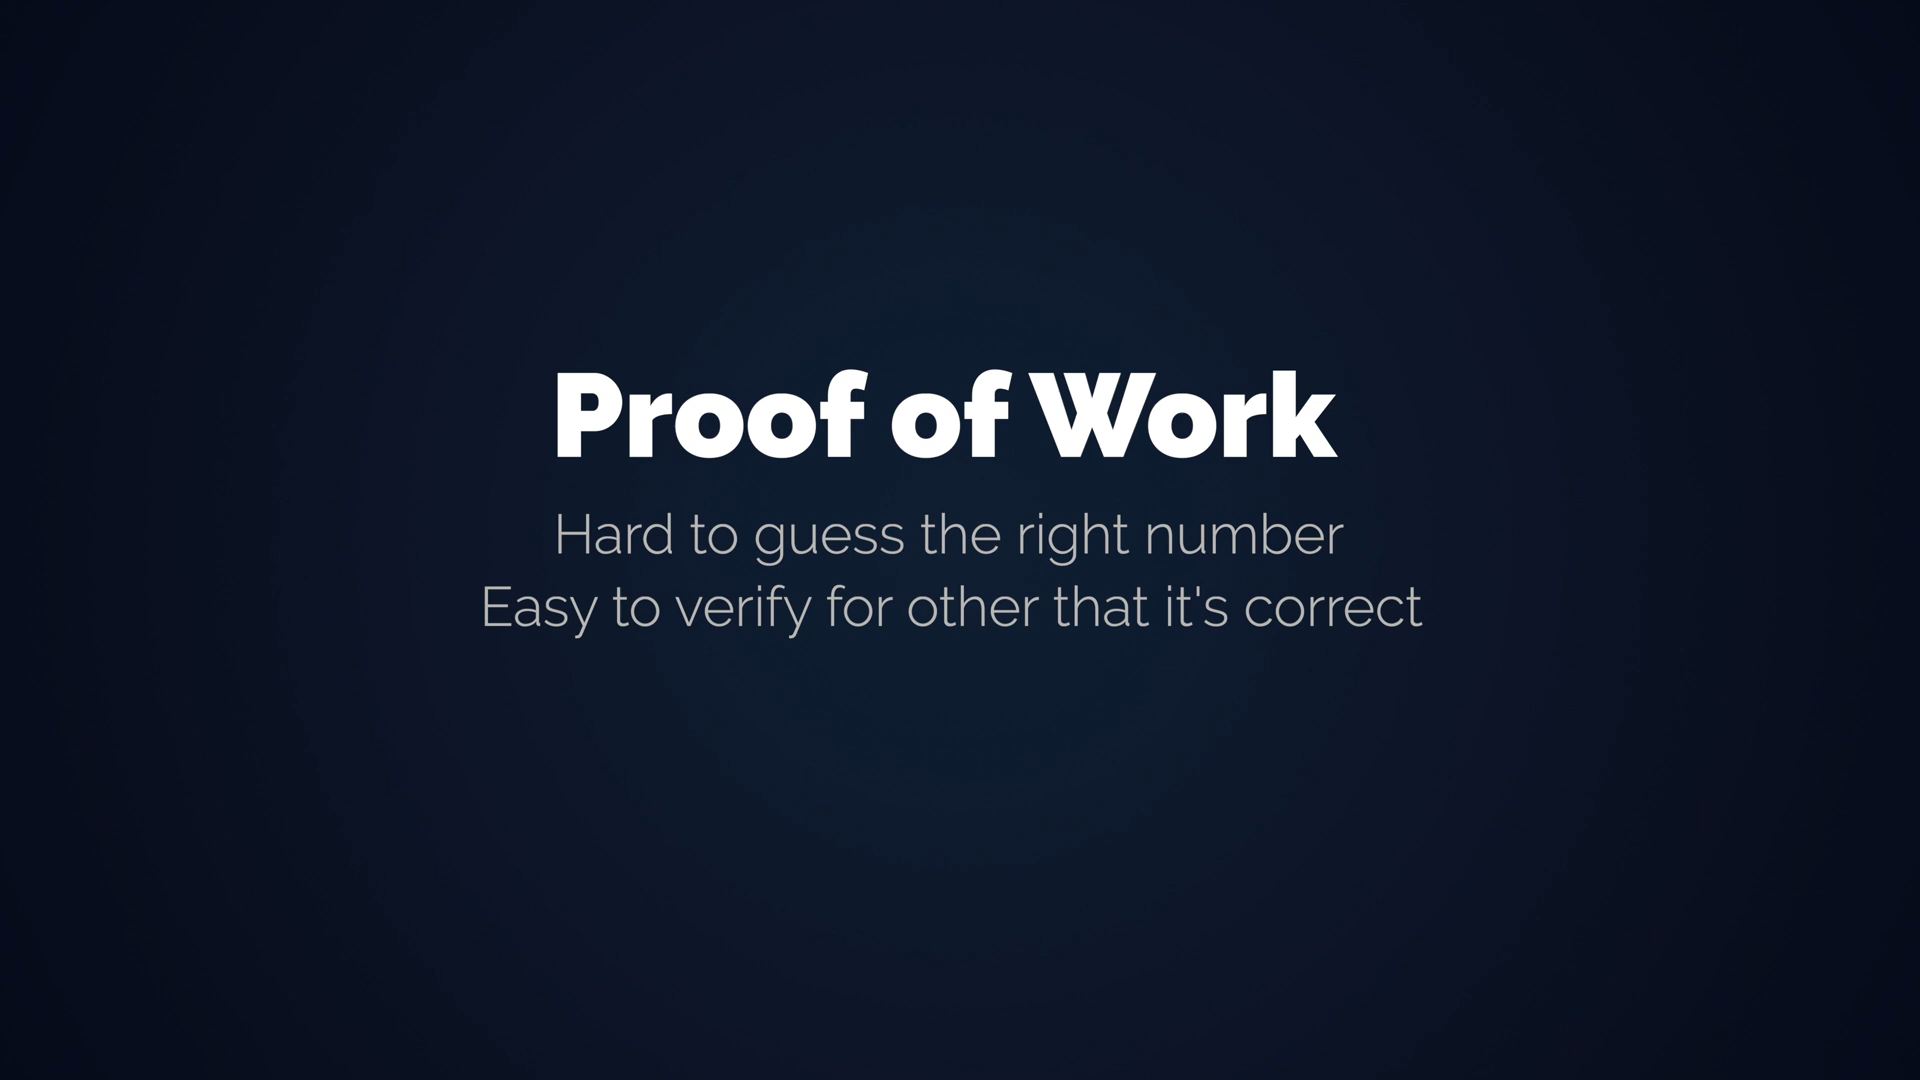 Proof of Work
Hard to guess the right number
Easy to verify for other that it's correct